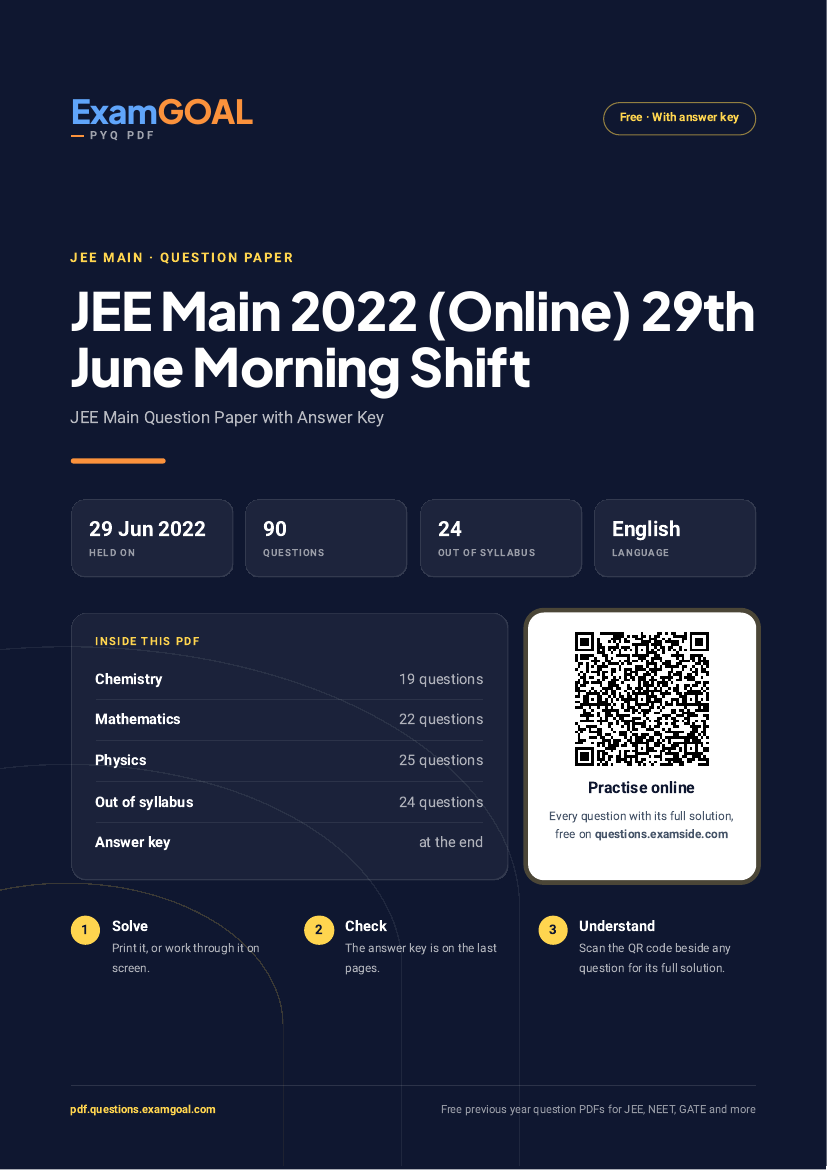 ExamGOAL
PYQ PDF
Free · With answer key
JEE MAIN · QUESTION PAPER
JEE Main 2022 (Online) 29th
June Morning Shift
JEE Main Question Paper with Answer Key
29 Jun 2022
HELD ON
90
QUESTIONS
24
OUT OF SYLLABUS
English
LANGUAGE
INSIDE THIS PDF
Chemistry 19 questions
Mathematics 22 questions
Physics 25 questions
Out of syllabus 24 questions
Answer key at the end
Practise online
Every question with its full solution,
free on questions.examside.com
1 Solve
Print it, or work through it on
screen.
2 Check
The answer key is on the last
pages.
3 Understand
Scan the QR code beside any
question for its full solution.
pdf.questions.examgoal.com
Free previous year question PDFs for JEE, NEET, GATE and more